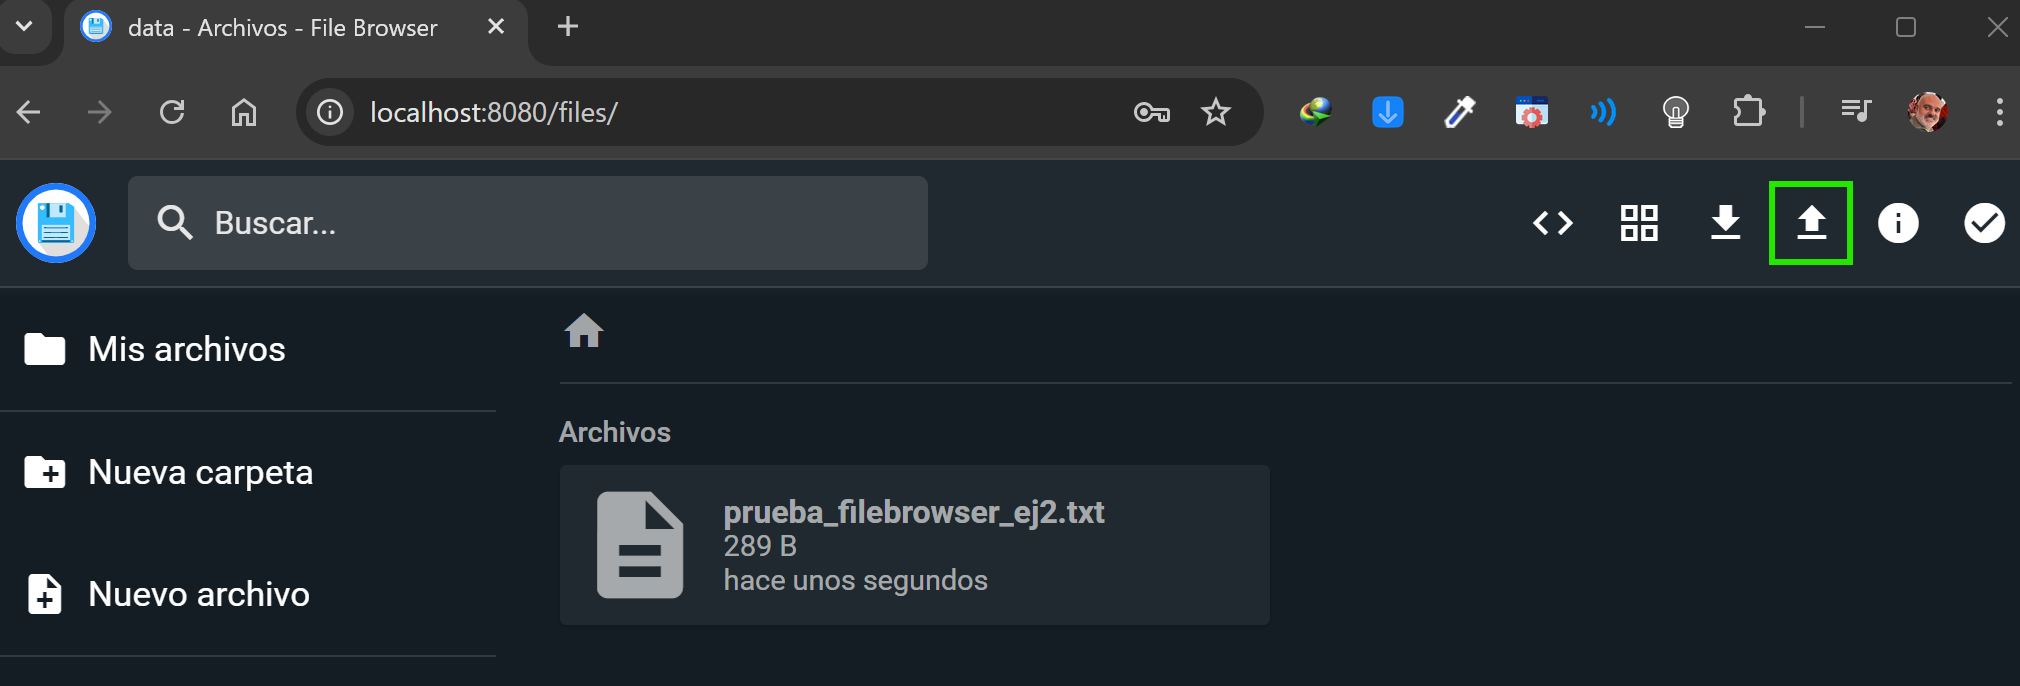 data - Archivos - File Browser
localhost:8080/files/
Buscar...
Mis archivos
Nueva carpeta
Nuevo archivo
Archivos
prueba_filebrowser_ej2.txt
289 B
hace unos segundos